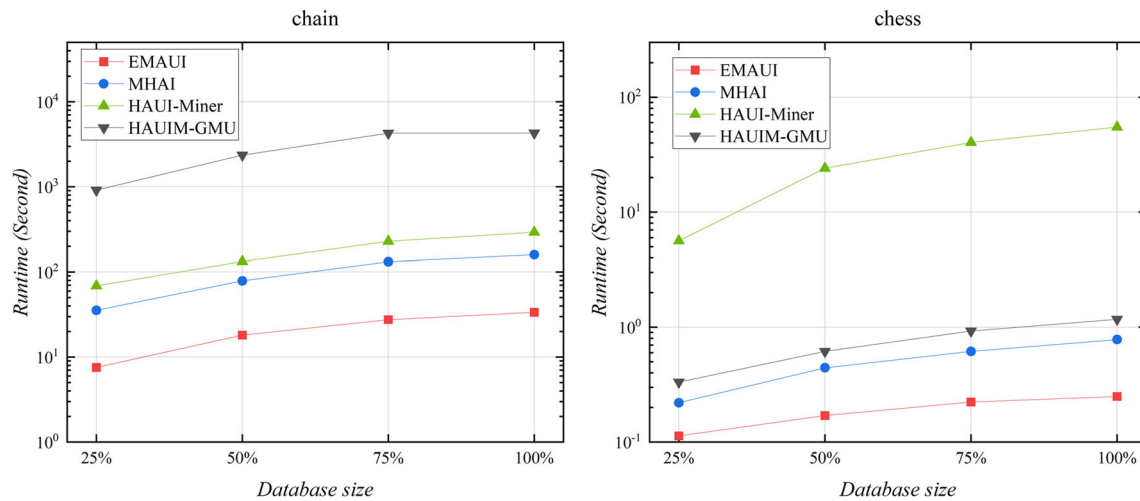 chain
EMAUI
MHAI
HAUI-Miner
HAUIM-GMU
10^4
10^3
10^2
10^1
10^0
Runtime (Second)
25% 50% 75% 100%
Database size
chess
EMAUI
MHAI
HAUI-Miner
HAUIM-GMU
10^2
10^1
10^0
10^-1
Runtime (Second)
25% 50% 75% 100%
Database size